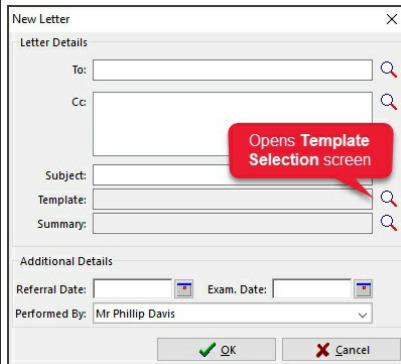 New Letter
Letter Details
To:
Cc:
Opens Template
Selection screen
Subject:
Template:
Summary:
Additional Details
Referral Date:
Exam. Date:
Performed By: Mr Phillip Davis
OK
Cancel